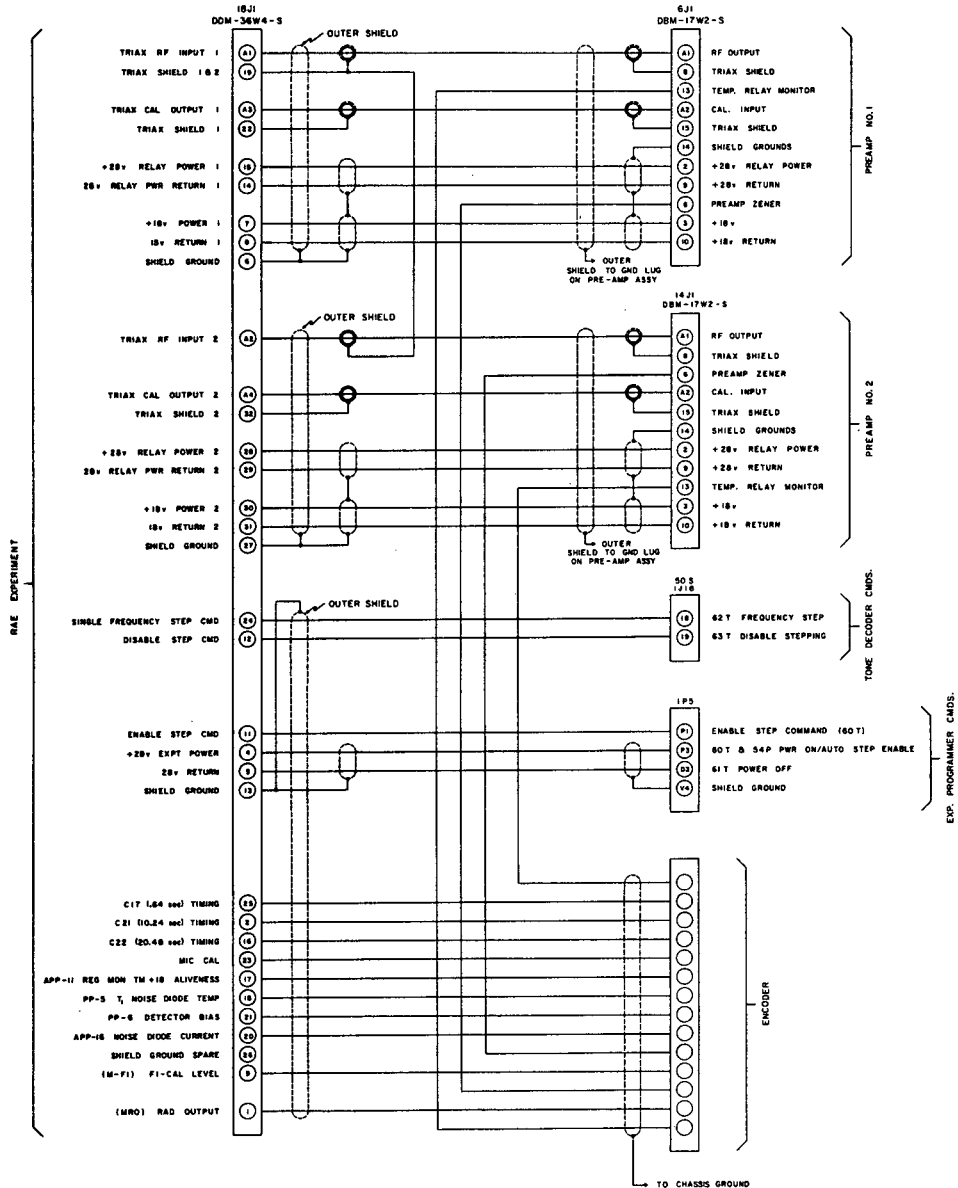 18J1
DDM-36W4-S
TRIAX RF INPUT 1 A1
TRIAX SHIELD 1&2 19
TRIAX CAL OUTPUT 1 A3
TRIAX SHIELD 1 22
+28v RELAY POWER 1
28v RELAY PWR RETURN 1 14
+18v POWER 1 7
18v RETURN 1
SHIELD GROUND
OUTER SHIELD
6J1
DBM-17W2-S
A1 RF OUTPUT
8 TRIAX SHIELD
13 TEMP. RELAY MONITOR
A2 CAL. INPUT
15 TRIAX SHIELD
14 SHIELD GROUNDS
2 +28v RELAY POWER
9 +28v RETURN
6 PREAMP ZENER
3 +18v
10 +18v RETURN
PREAMP NO.1
OUTER
SHIELD TO GND LUG
ON PRE-AMP ASSY
TRIAX RF INPUT 2 A2
TRIAX CAL OUTPUT 2 A4
TRIAX SHIELD 2 32
+28v RELAY POWER 2 28
28v RELAY PWR RETURN 2 29
+18v POWER 2 30
18v RETURN 2 31
SHIELD GROUND 27
OUTER SHIELD
14J1
DBM-17W2-S
A1 RF OUTPUT
8 TRIAX SHIELD
6 PREAMP ZENER
A2 CAL. INPUT
15 TRIAX SHIELD
14 SHIELD GROUNDS
2 +28v RELAY POWER
9 +28v RETURN
13 TEMP. RELAY MONITOR
3 +18v
10 +18v RETURN
PREAMP NO.2
OUTER
SHIELD TO GND LUG
ON PRE-AMP ASSY
RAE EXPERIMENT
OUTER SHIELD
SINGLE FREQUENCY STEP CMD 24
DISABLE STEP CMD 12
50 S
1J16
18 62T FREQUENCY STEP
19 63T DISABLE STEPPING
TONE DECODER CMDS.
ENABLE STEP CMD 11
+28v EXPT POWER 4
28v RETURN
SHIELD GROUND 13
1P5
P1 ENABLE STEP COMMAND (60T)
P3 60T & 54P PWR ON/AUTO STEP ENABLE
D3 61T POWER OFF
V4 SHIELD GROUND
EXP. PROGRAMMER CMDS.
C17 (.64 sec) TIMING 25
C21 (10.24 sec) TIMING 2
C22 (20.48 sec) TIMING 16
MIC CAL 23
APP-11 REG MON TM +18 ALIVENESS 17
PP-5 T1 NOISE DIODE TEMP 18
PP-6 DETECTOR BIAS 21
APP-16 NOISE DIODE CURRENT 20
SHIELD GROUND SPARE 26
(M-F1) F1-CAL LEVEL
(MRO) RAD OUTPUT 1
ENCODER
TO CHASSIS GROUND